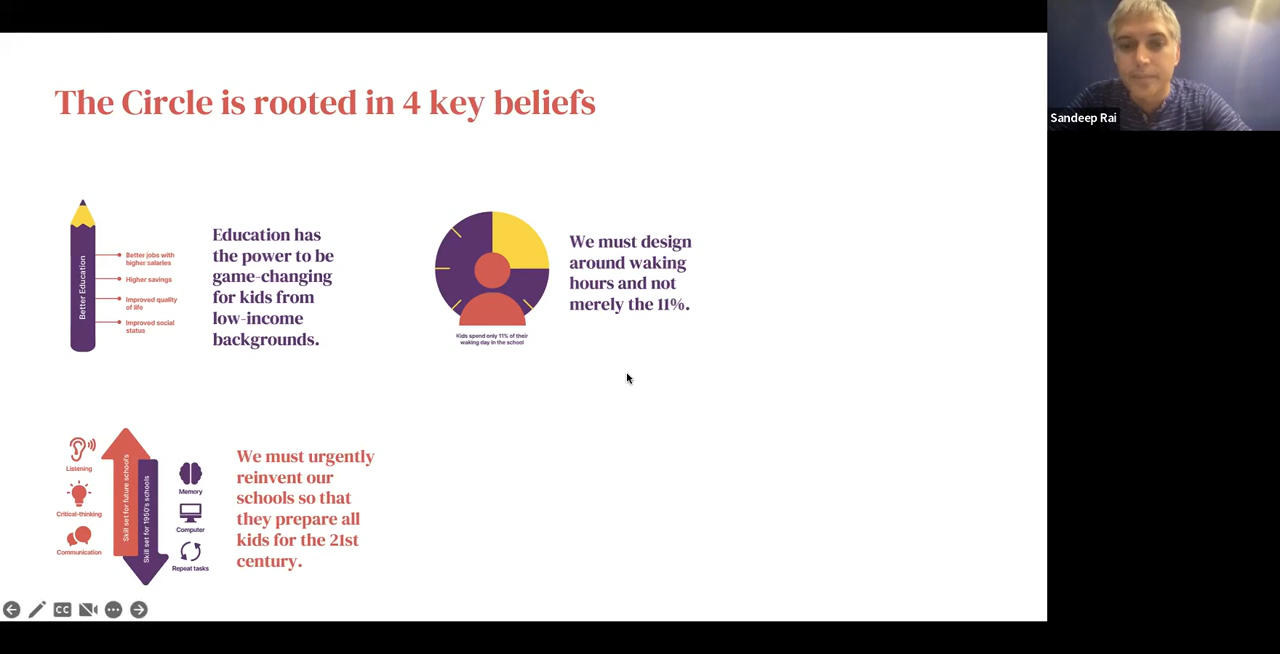 The Circle is rooted in 4 key beliefs
Sandeep Rai
Better Education
Better jobs with
higher salaries
Higher savings
Improved quality
of life
Improved social
status
Education has
the power to be
game-changing
for kids from
low-income
backgrounds.
Kids spend only 11% of their
waking day in the school
We must design
around waking
hours and not
merely the 11%.
Listening
Critical-thinking
Communication
Skill set for future school's
Skill set for 1950's schools
Memory
Computer
Repeat tasks
We must urgently
reinvent our
schools so that
they prepare all
kids for the 21st
century.
CC